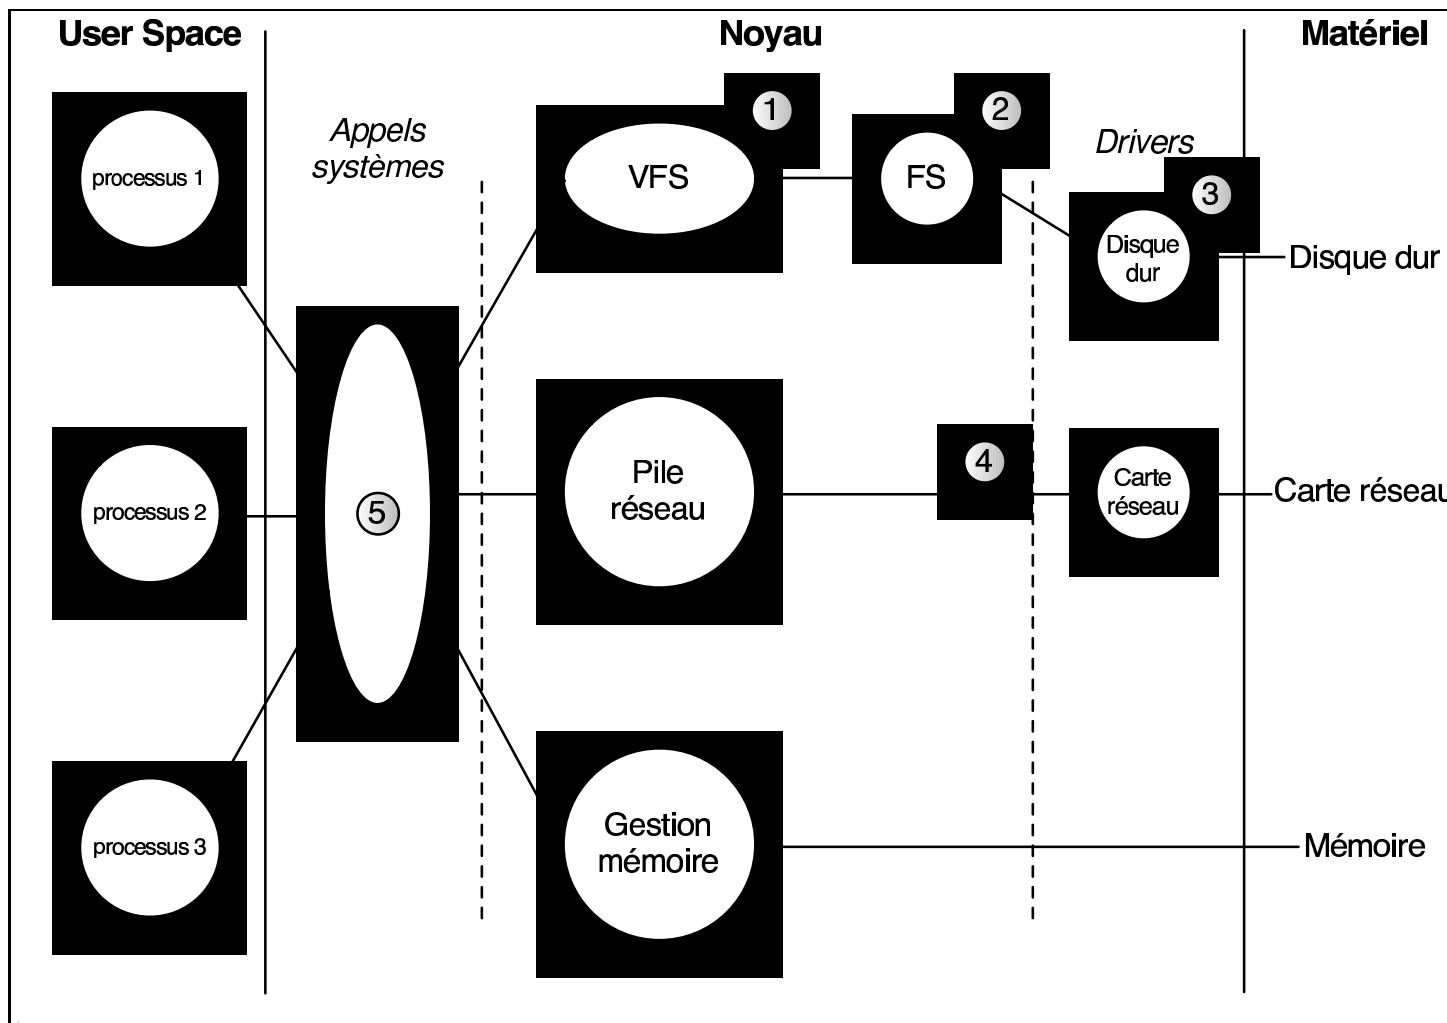 User Space
Noyau
Matériel
Appels
systèmes
Drivers
processus 1
VFS
1
FS
2
3
Disque
dur
Disque dur
processus 2
5
Pile
réseau
4
Carte
réseau
Carte réseau
processus 3
Gestion
mémoire
Mémoire